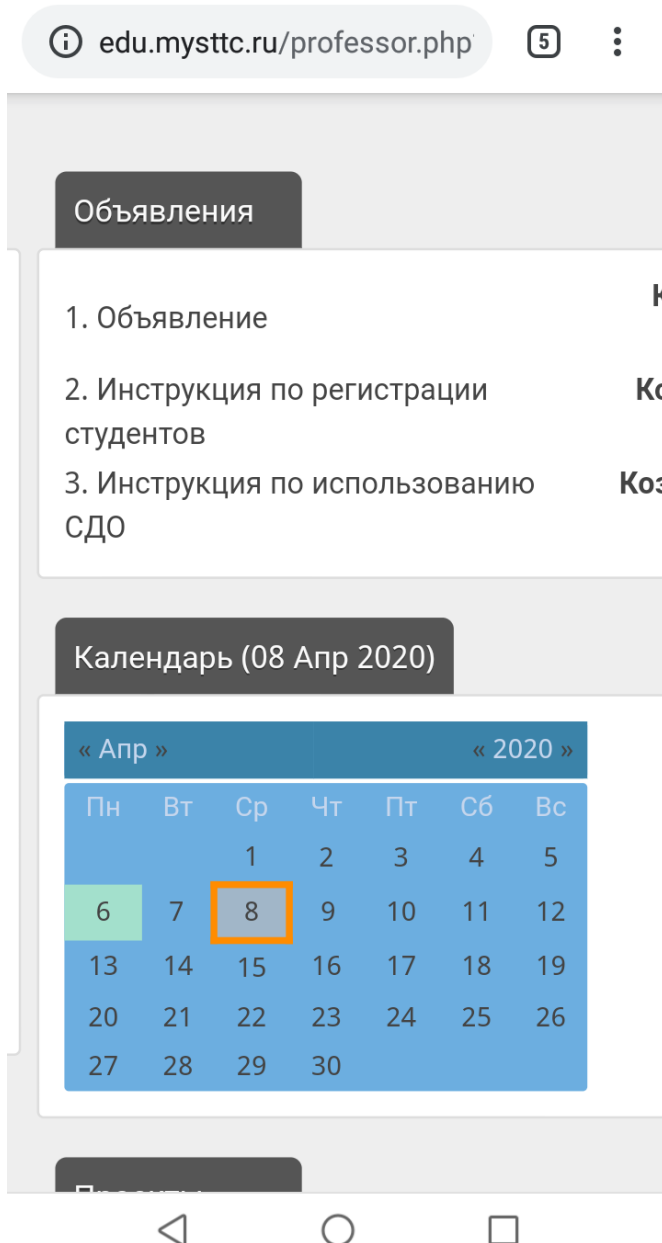 edu.mysttc.ru/professor.php
5
Объявления
1. Объявление
2. Инструкция по регистрации
студентов
3. Инструкция по использованию
СДО
Календарь (08 Апр 2020)
« Апр » « 2020 »
Пн Вт Ср Чт Пт Сб Вс
1 2 3 4 5
6 7 8 9 10 11 12
13 14 15 16 17 18 19
20 21 22 23 24 25 26
27 28 29 30